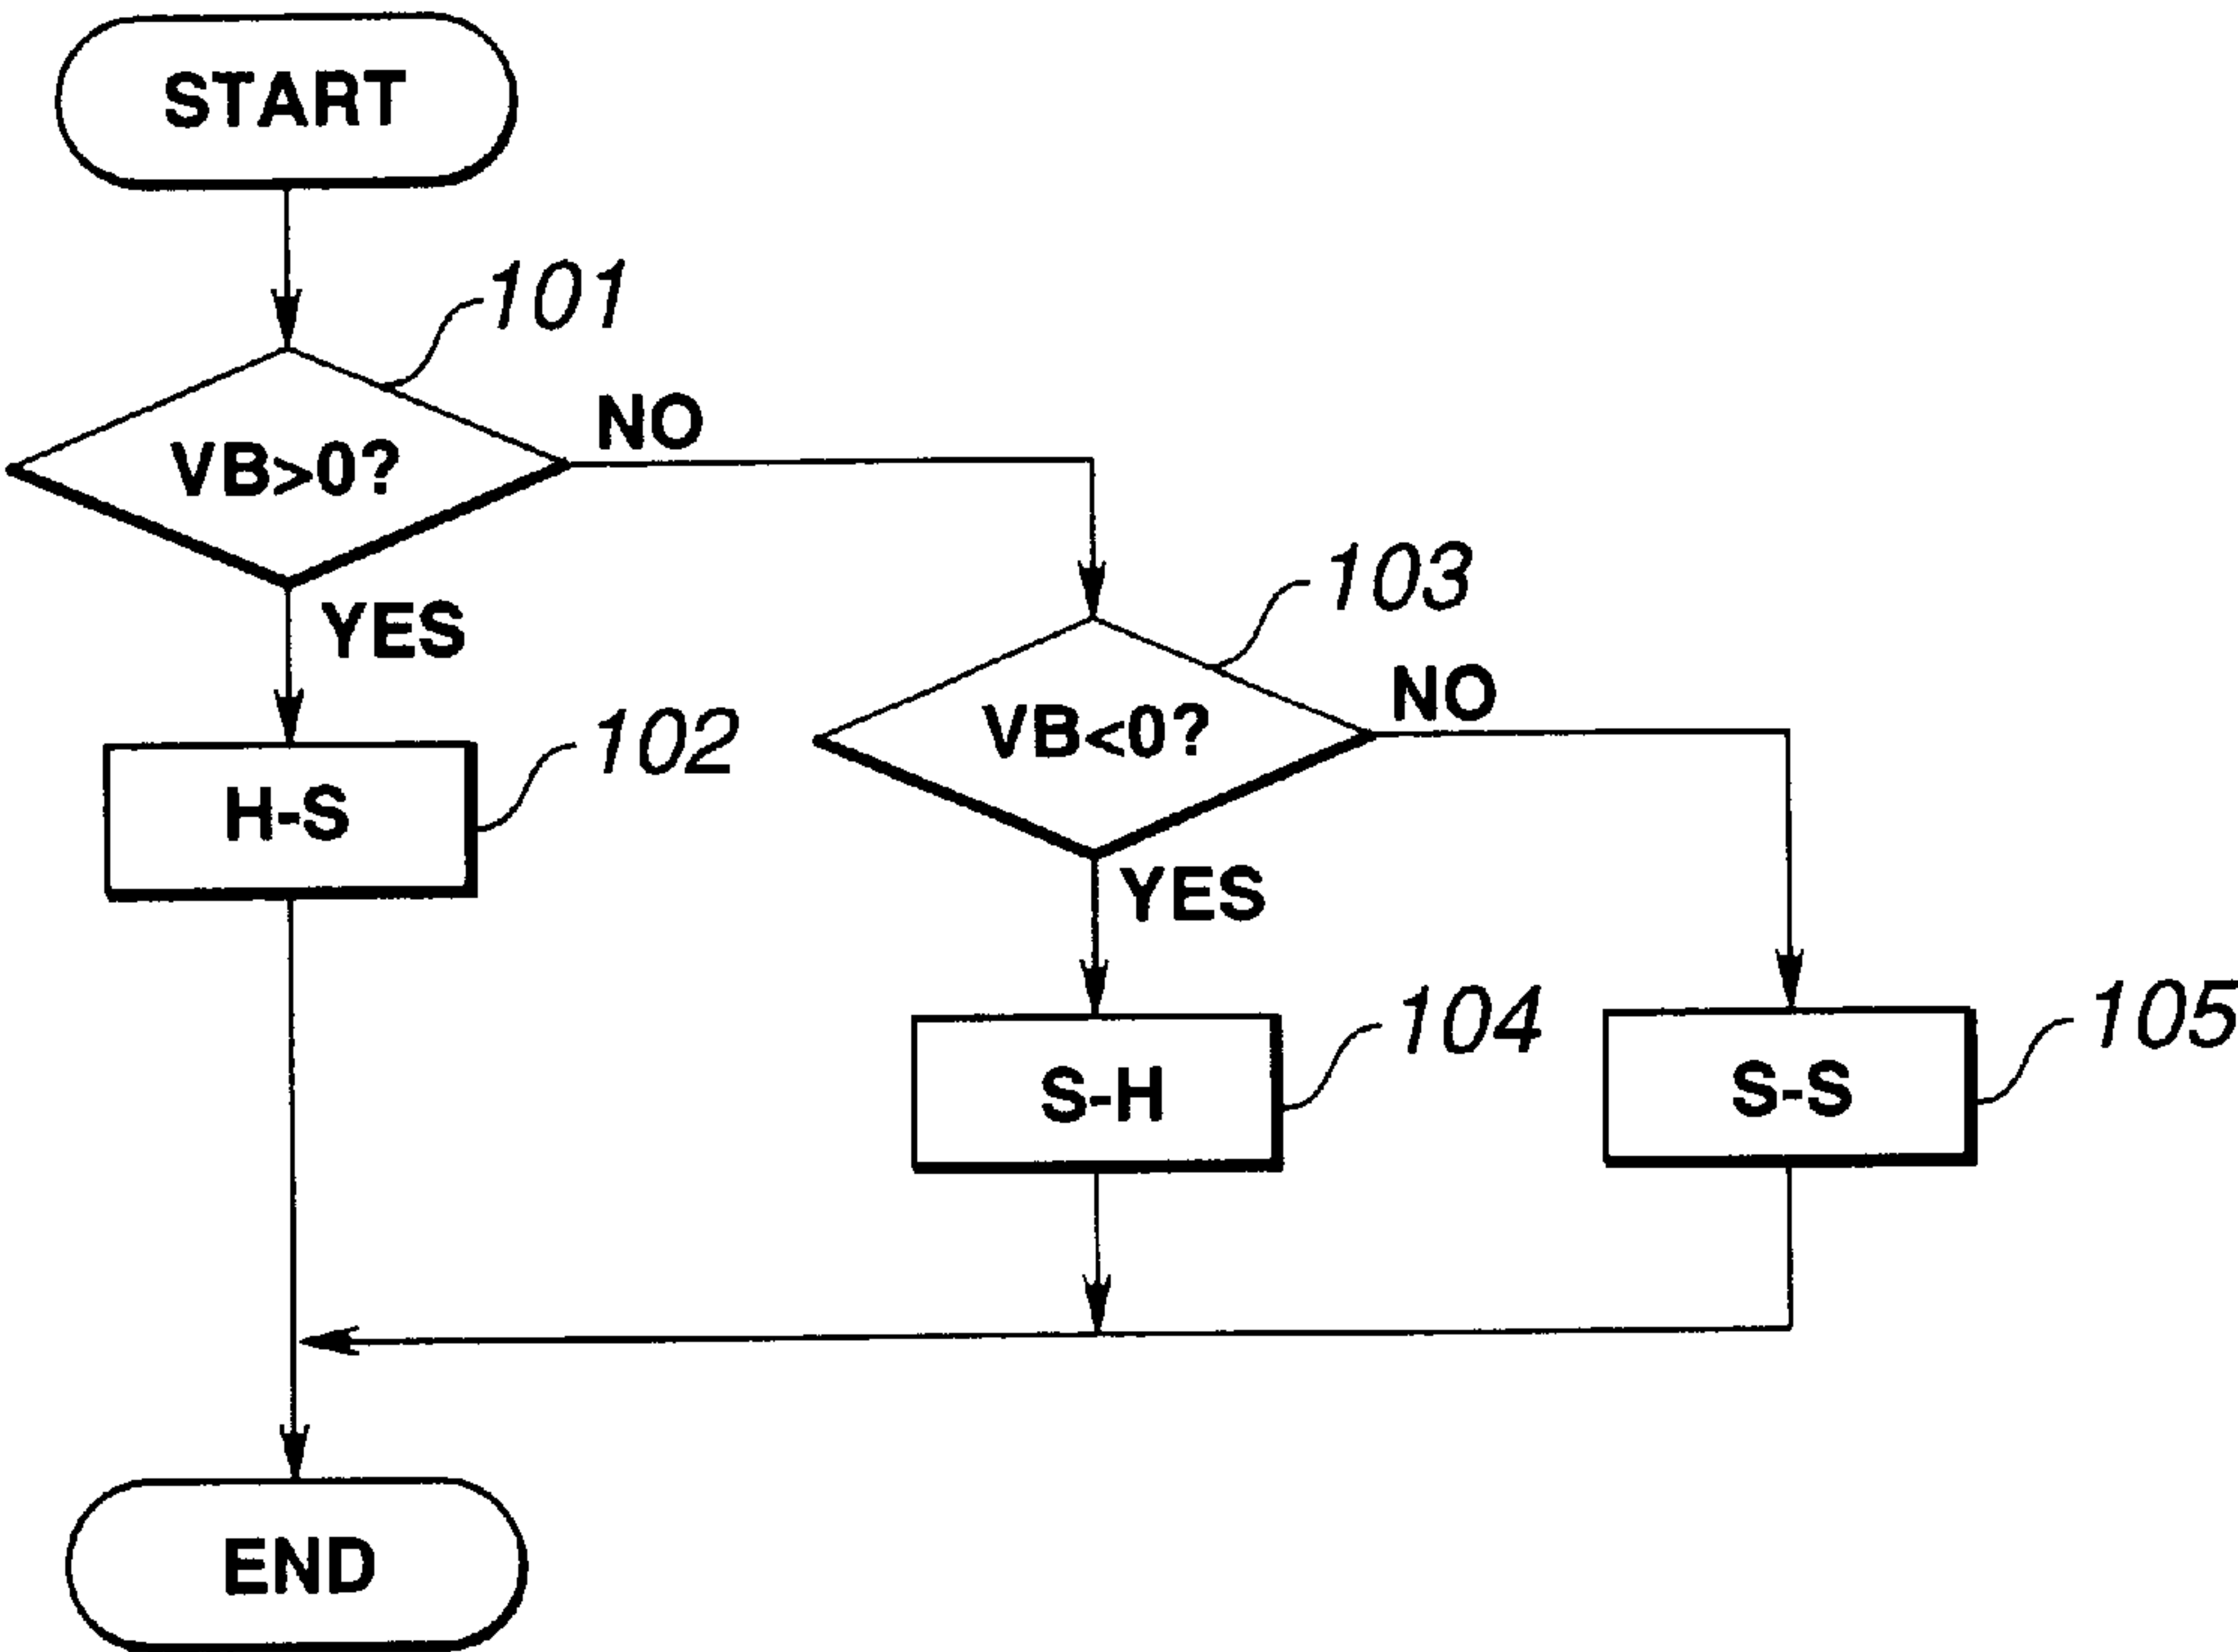 START
101
VB>0?
NO
YES
103
102
VB<0?
NO
H-S
YES
104
105
S-H
S-S
END